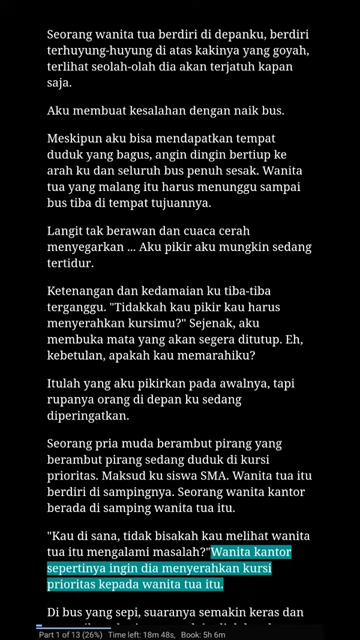 Seorang wanita tua berdiri di depanku, berdiri
terhuyung-huyung di atas kakinya yang goyah,
terlihat seolah-olah dia akan terjatuh kapan
saja.
Aku membuat kesalahan dengan naik bus.
Meskipun aku bisa mendapatkan tempat
duduk yang bagus, angin dingin bertiup ke
arah ku dan seluruh bus penuh sesak. Wanita
tua yang malang itu harus menunggu sampai
bus tiba di tempat tujuannya.
Langit tak berawan dan cuaca cerah
menyegarkan ... Aku pikir aku mungkin sedang
tertidur.
Ketenangan dan kedamaian ku tiba-tiba
terganggu. "Tidakkah kau pikir kau harus
menyerahkan kursimu?" Sejenak, aku
membuka mata yang akan segera ditutup. Eh,
kebetulan, apakah kau memarahiku?
Itulah yang aku pikirkan pada awalnya, tapi
rupanya orang di depan ku sedang
diperingatkan.
Seorang pria muda berambut pirang yang
berambut pirang sedang duduk di kursi
prioritas. Maksud ku siswa SMA. Wanita tua itu
berdiri di sampingnya. Seorang wanita kantor
berada di samping wanita tua itu.
"Kau di sana, tidak bisakah kau melihat wanita
tua itu mengalami masalah?"Wanita kantor
sepertinya ingin dia menyerahkan kursi
prioritas kepada wanita tua itu.
Di bus yang sepi, suaranya semakin keras dan
Part 1 of 13 (26%) Time left: 18m 48s, Book: 5h 6m